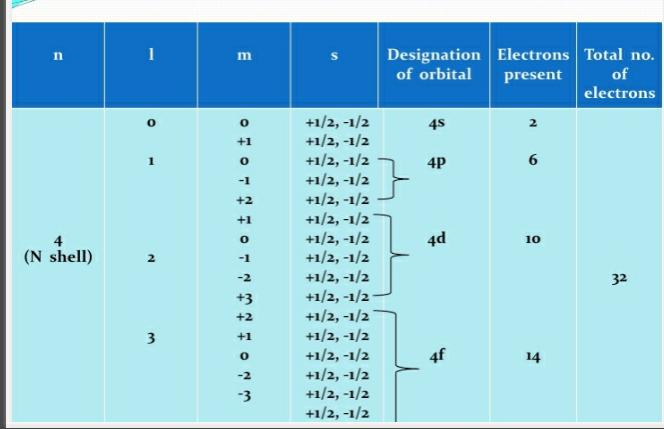 n l m s Designation of orbital Electrons present Total no. of electrons
0 0 +1/2, -1/2 4s 2
+1 +1/2, -1/2
1 0 +1/2, -1/2 4p 6
-1 +1/2, -1/2
+2 +1/2, -1/2
+1 +1/2, -1/2
4 0 +1/2, -1/2 4d 10
(N shell) 2 -1 +1/2, -1/2
-2 +1/2, -1/2 32
+3 +1/2, -1/2
+2 +1/2, -1/2
3 +1 +1/2, -1/2
0 +1/2, -1/2 4f 14
-2 +1/2, -1/2
-3 +1/2, -1/2
+1/2, -1/2